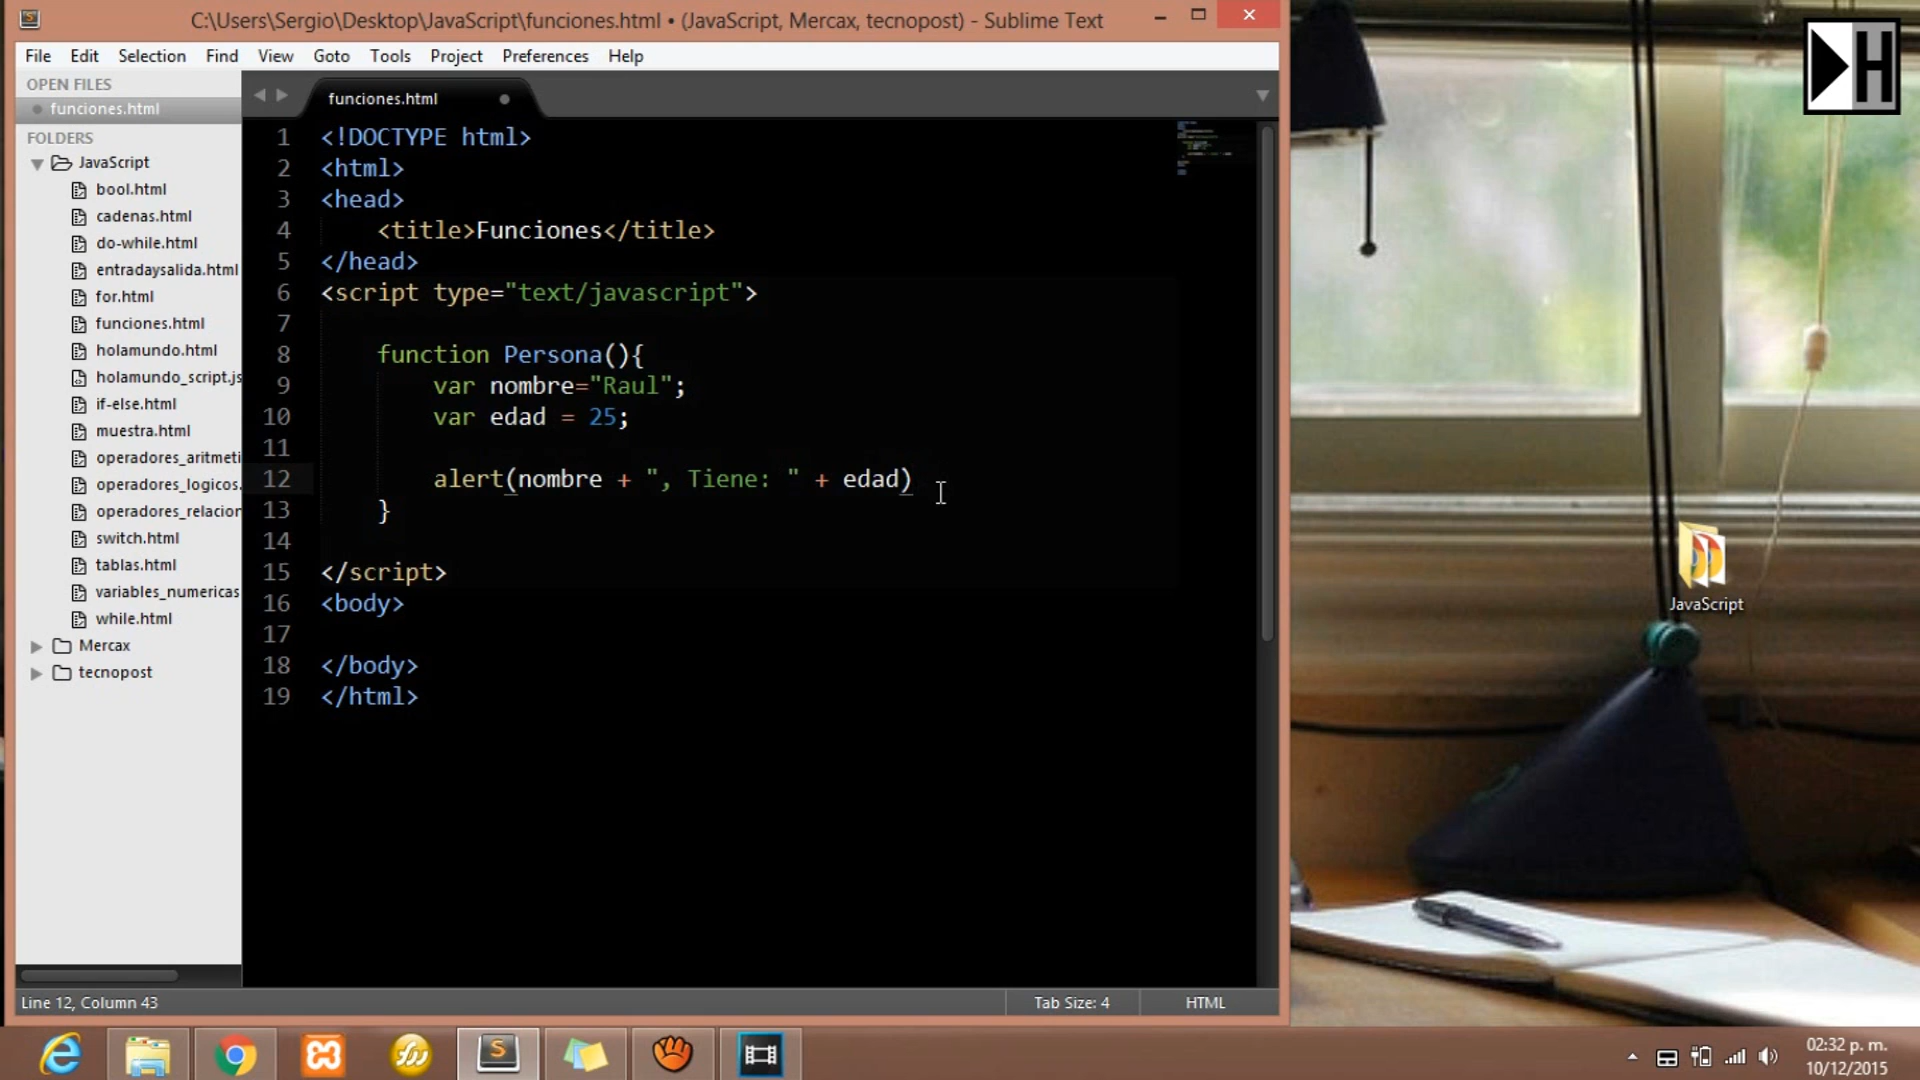 C:\Users\Sergio\Desktop\JavaScript\funciones.html • (JavaScript, Mercax, tecnopost) - Sublime Text
File Edit Selection Find View Goto Tools Project Preferences Help
OPEN FILES
funciones.html
FOLDERS
JavaScript
bool.html
cadenas.html
do-while.html
entradaysalida.html
for.html
funciones.html
holamundo.html
holamundo_script.js
if-else.html
muestra.html
operadores_aritmeti
operadores_logicos.
operadores_relacion
switch.html
tablas.html
variables_numericas
while.html
Mercax
tecnopost
funciones.html
1 <!DOCTYPE html>
2 <html>
3 <head>
4 <title>Funciones</title>
5 </head>
6 <script type="text/javascript">
7
8 function Persona(){
9 var nombre="Raul";
10 var edad = 25;
11
12 alert(nombre + ", Tiene: " + edad)
13 }
14
15 </script>
16 <body>
17
18 </body>
19 </html>
Line 12, Column 43
Tab Size: 4
HTML
H
JavaScript
02:32 p. m.
10/12/2015